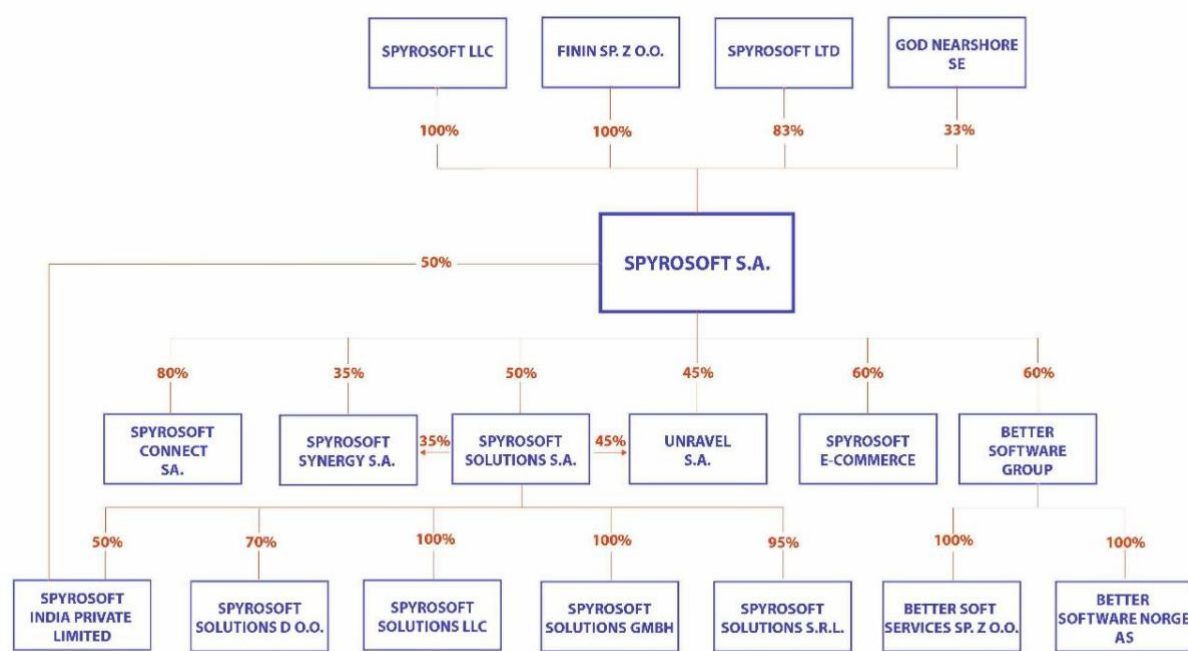 SPYROSOFT LLC
FININ SP. Z O.O.
SPYROSOFT LTD
GOD NEARSHORE
SE
100%
100%
83%
33%
SPYROSOFT S.A.
50%
80%
35%
50%
45%
60%
60%
SPYROSOFT
CONNECT
SA.
SPYROSOFT
SYNERGY S.A.
35%
SPYROSOFT
SOLUTIONS S.A.
45%
UNRAVEL
S.A.
SPYROSOFT
E-COMMERCE
BETTER
SOFTWARE
GROUP
50%
70%
100%
100%
95%
100%
100%
SPYROSOFT
INDIA PRIVATE
LIMITED
SPYROSOFT
SOLUTIONS D O.O.
SPYROSOFT
SOLUTIONS LLC
SPYROSOFT
SOLUTIONS GMBH
SPYROSOFT
SOLUTIONS S.R.L.
BETTER SOFT
SERVICES SP. Z O.O.
BETTER
SOFTWARE NORGE
AS